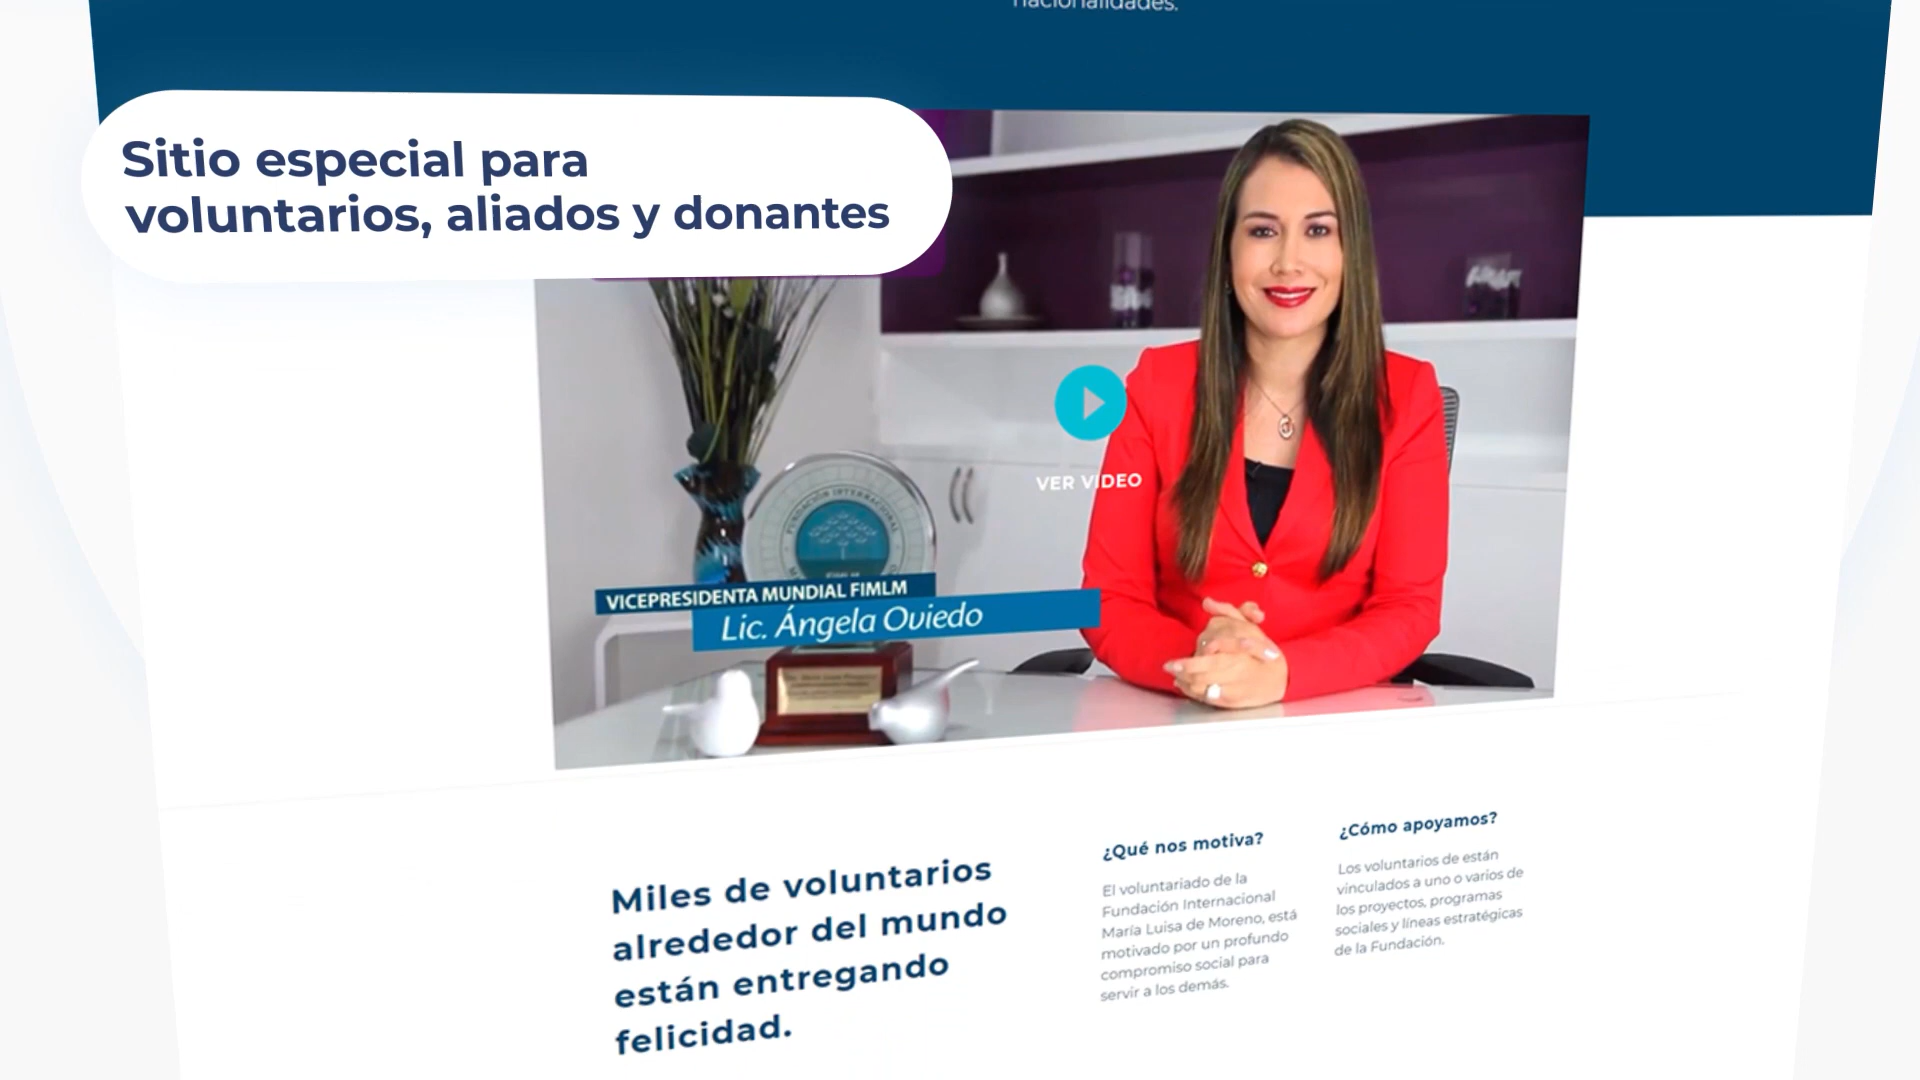 nacionalidades.
Sitio especial para
voluntarios, aliados y donantes
VER VIDEO
FUNDACIÓN INTERNACIONAL
VICEPRESIDENTA MUNDIAL FIMLM
Lic. Ángela Oviedo
Miles de voluntarios
alrededor del mundo
están entregando
felicidad.
¿Qué nos motiva?
El voluntariado de la
Fundación Internacional
María Luisa de Moreno, está
motivado por un profundo
compromiso social para
servir a los demás.
¿Cómo apoyamos?
Los voluntarios de están
vinculados a uno o varios de
los proyectos, programas
sociales y líneas estratégicas
de la Fundación.